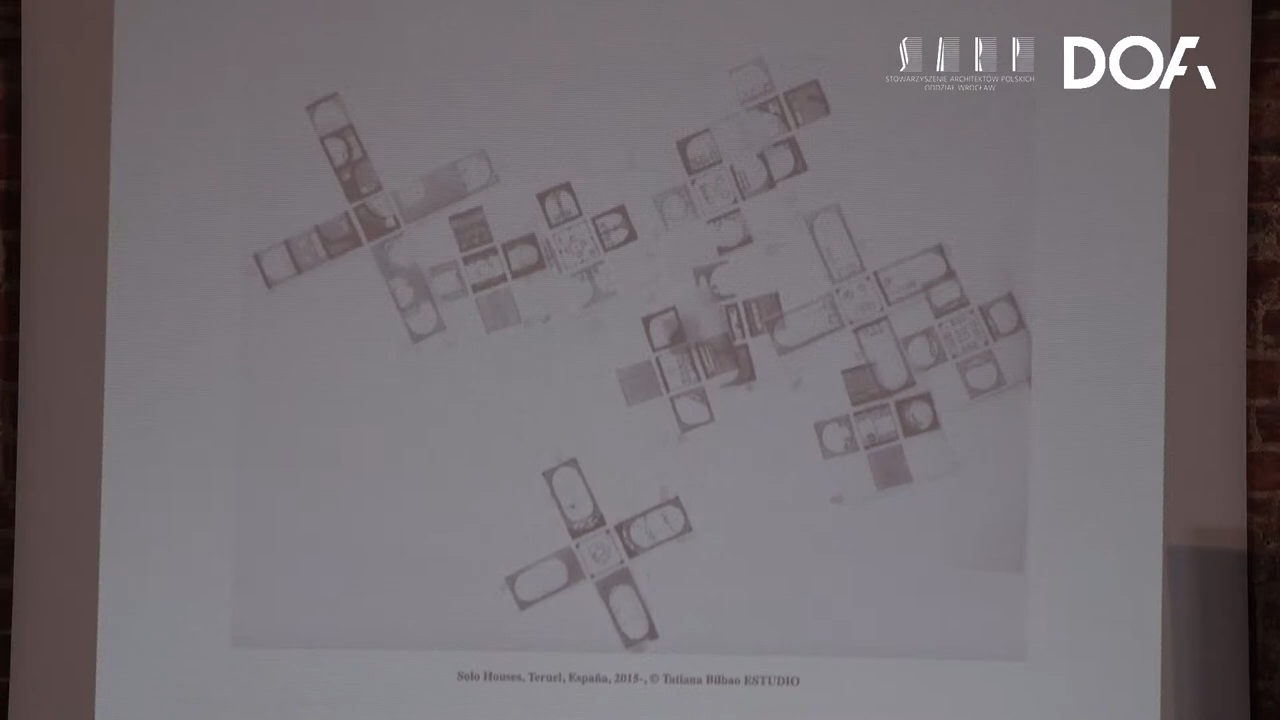 SARP
STOWARZYSZENIE ARCHITEKTÓW POLSKICH
ODDZIAŁ WROCŁAW
DOFA
Solo Houses, Teruel, España, 2015-, © Tatiana Bilbao ESTUDIO